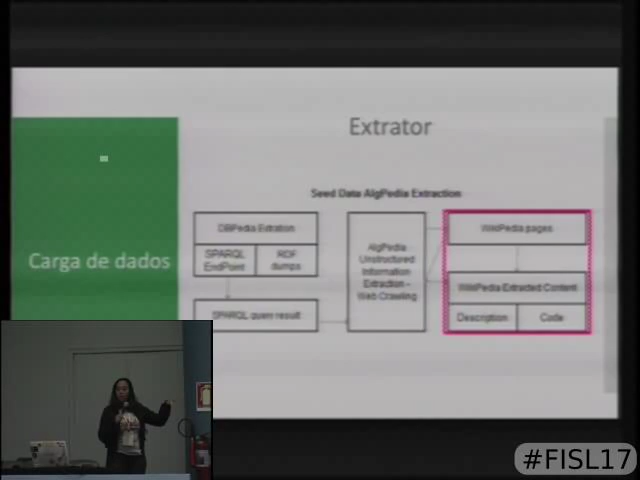 Extrator
Seed Data AlgPedia Extraction
Carga de dados
DBPedia Extration
SPARQL EndPoint
RDF dumps
SPARQL query result
AlgPedia
Unstructured
Information
Extraction -
Web Crawling
WikiPedia pages
WikiPedia Extracted Content
Description
Code
#FISL17